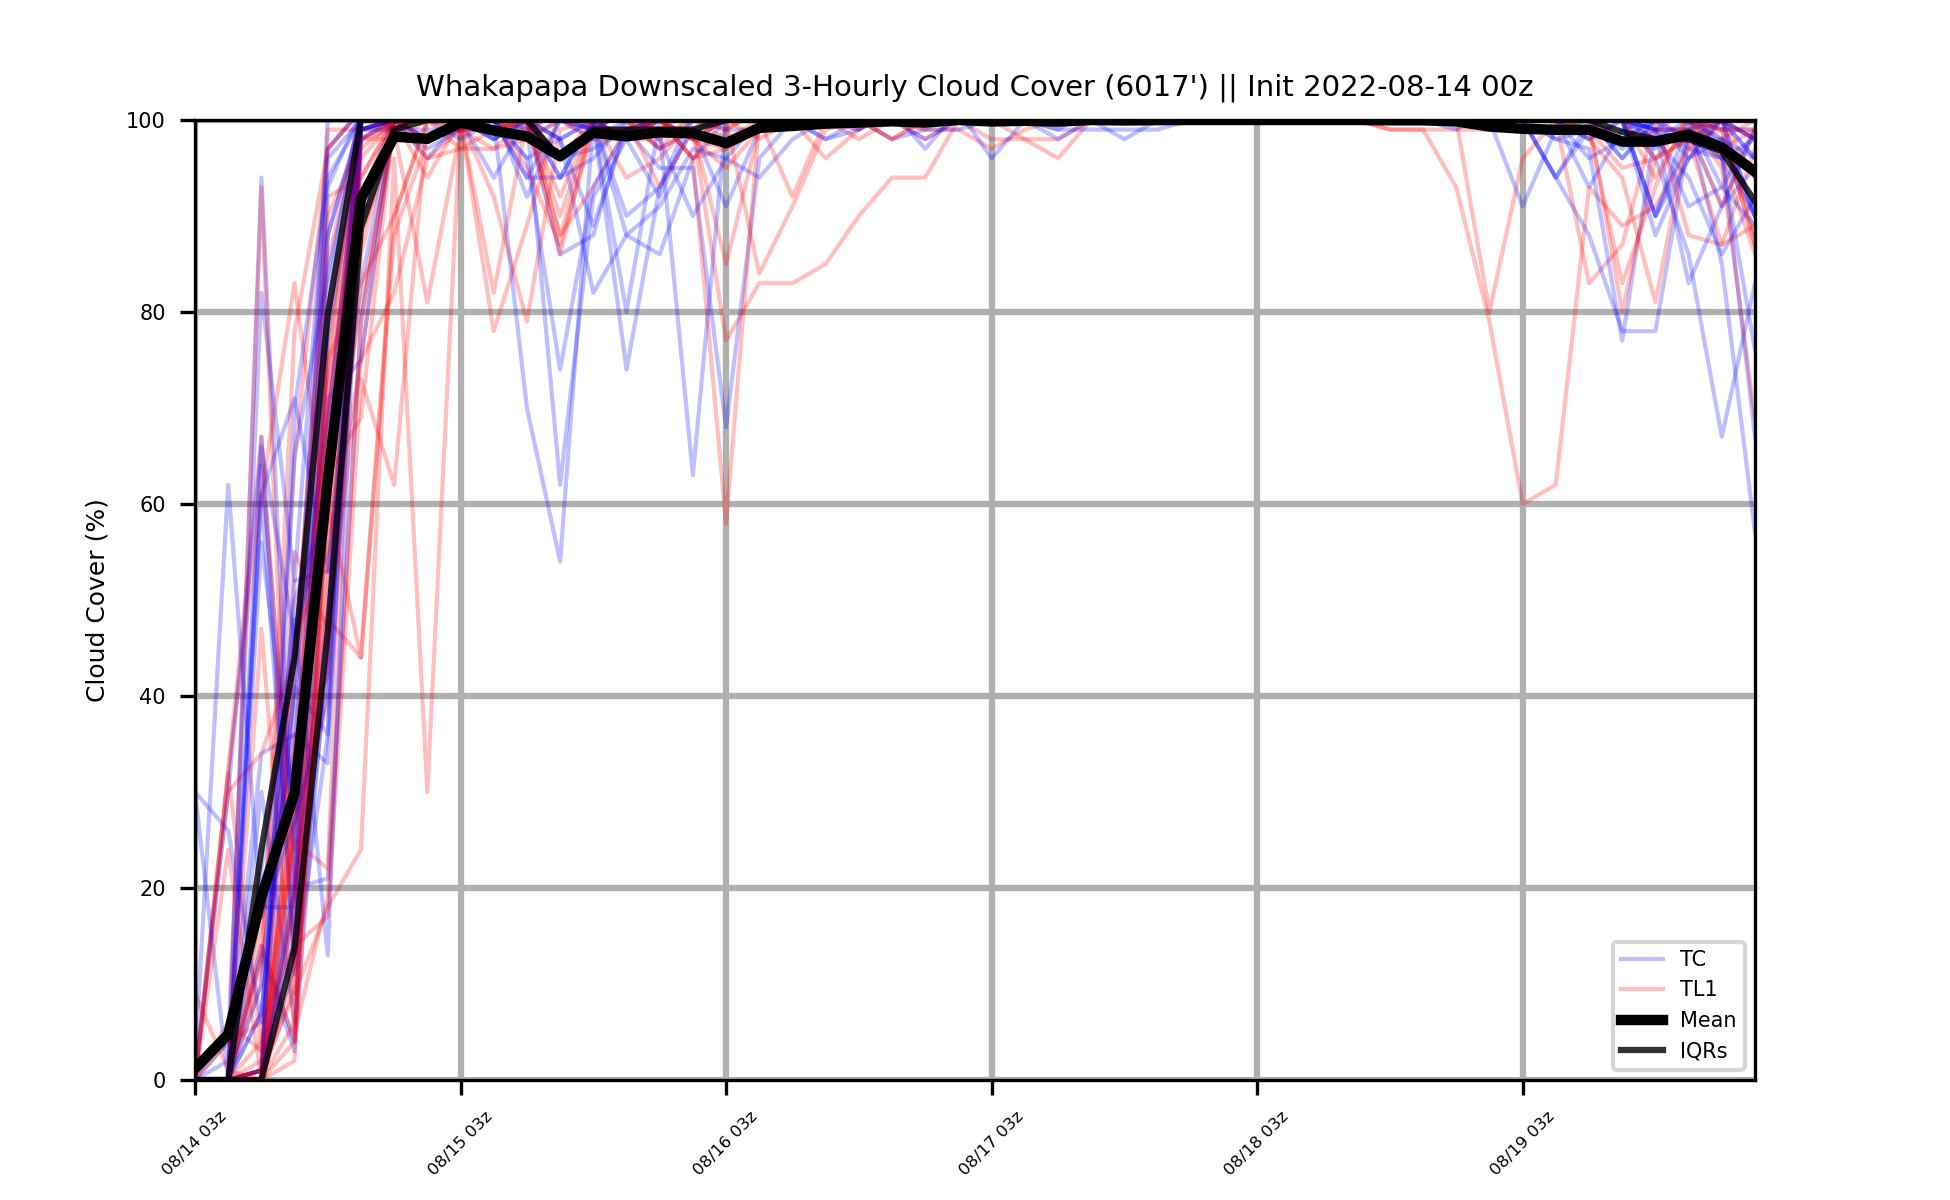 Whakapapa Downscaled 3-Hourly Cloud Cover (6017') || Init 2022-08-14 00z
Cloud Cover (%)
100
80
60
40
20
0
TC
TL1
Mean
IQRs
08/14 03z
08/15 03z
08/16 03z
08/17 03z
08/18 03z
08/19 03z